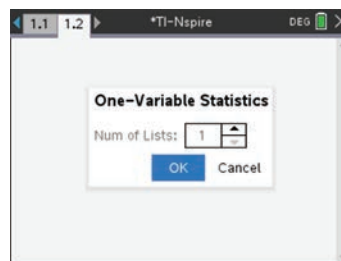 1.1 1.2 *TI-Nspire DEG
One-Variable Statistics
Num of Lists: 1
OK Cancel